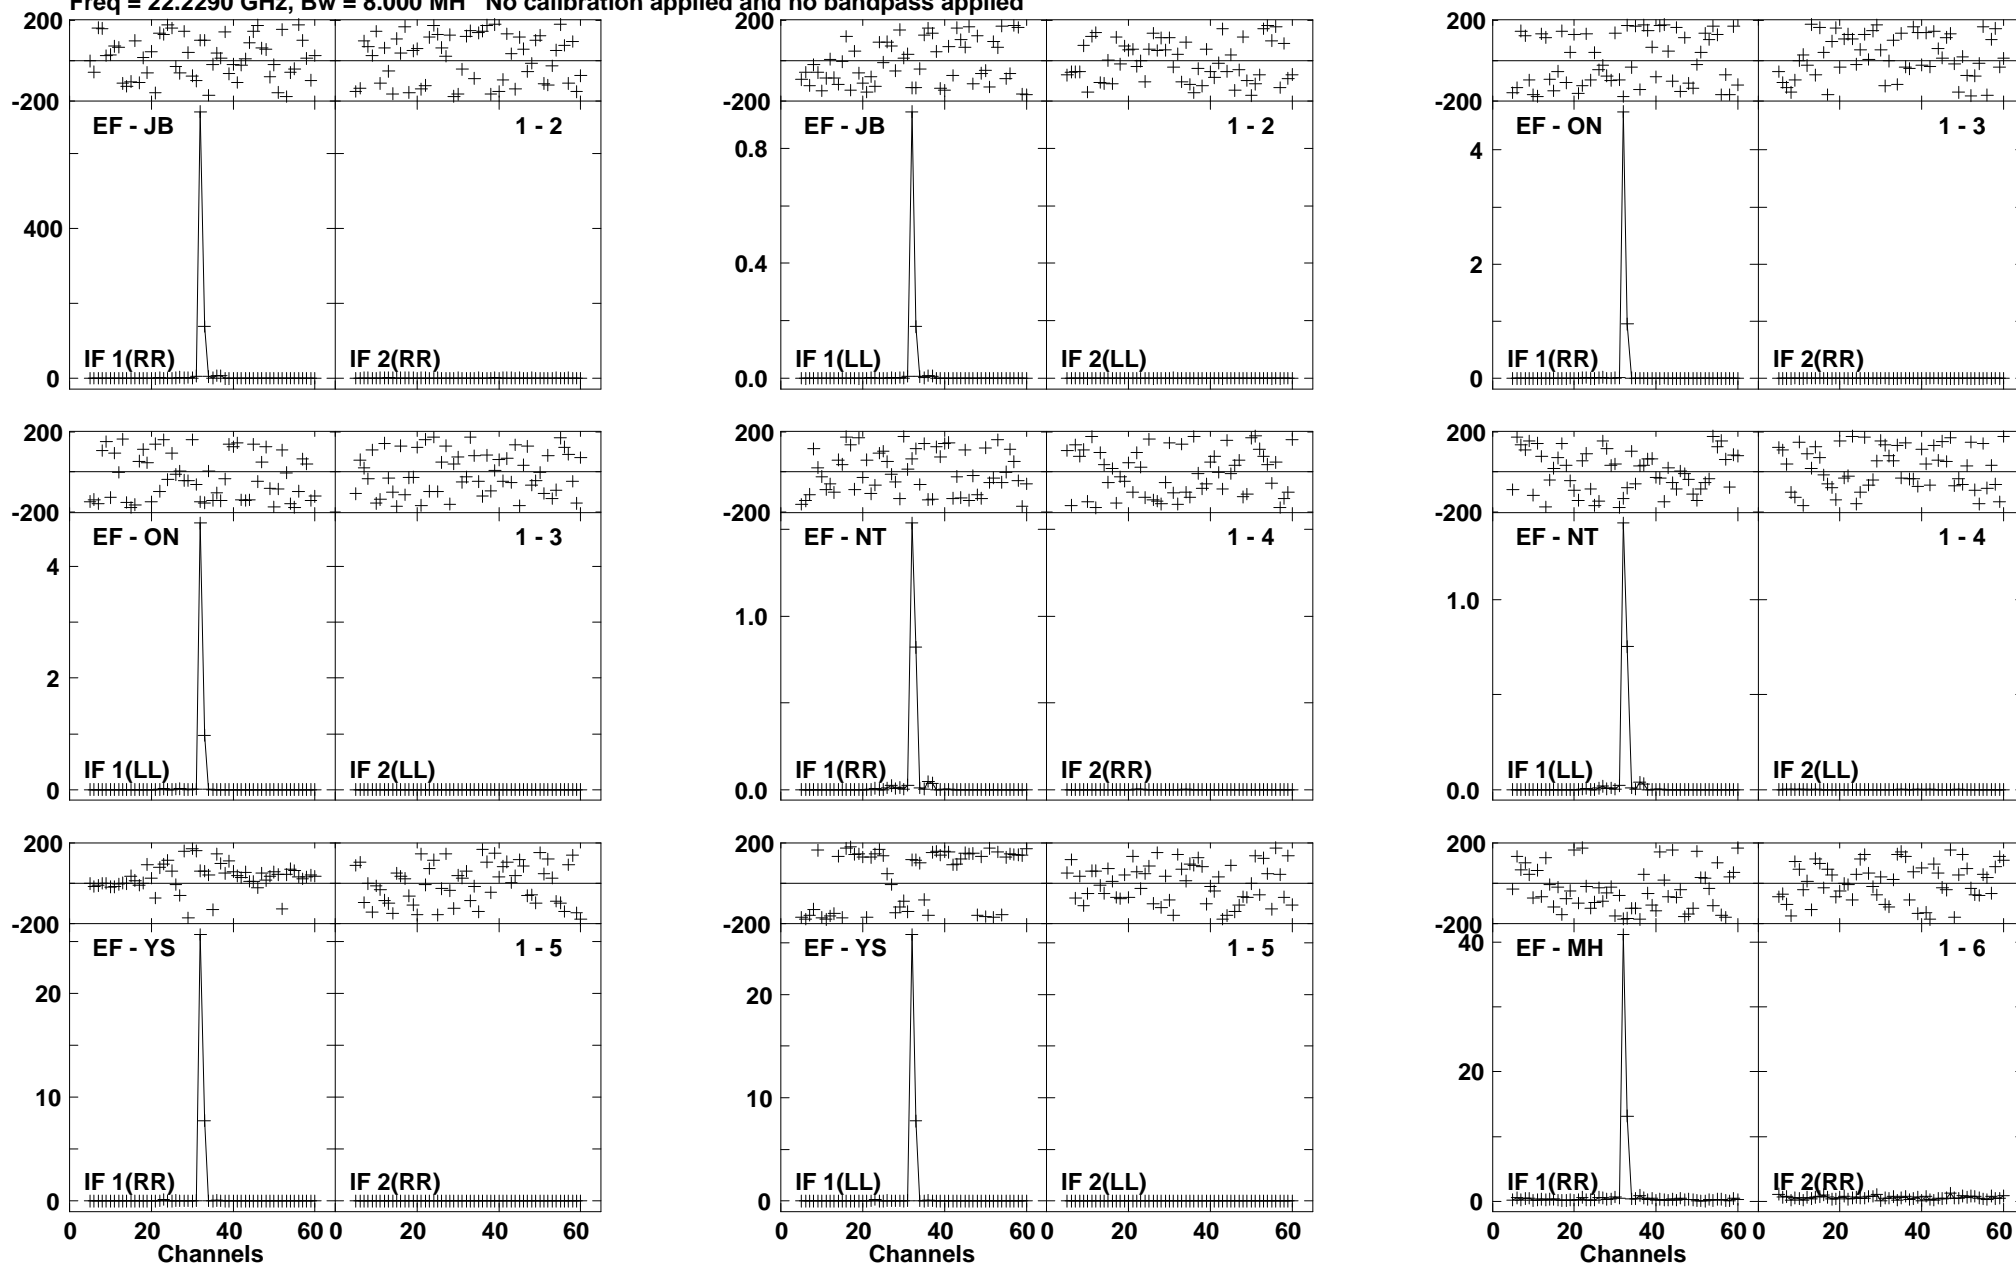 Freq = 22.2290 GHz, Bw = 8.000 MH No calibration applied and no bandpass applied
200
-200
EF - JB 1 - 2
400
0
IF 1(RR) IF 2(RR)
200
-200
EF - JB 1 - 2
0.8
0.4
0.0
IF 1(LL) IF 2(LL)
200
-200
EF - ON 1 - 3
4
2
0
IF 1(RR) IF 2(RR)
200
-200
EF - ON 1 - 3
4
2
0
IF 1(LL) IF 2(LL)
200
-200
EF - NT 1 - 4
1.0
0.0
IF 1(RR) IF 2(RR)
200
-200
EF - NT 1 - 4
1.0
0.0
IF 1(LL) IF 2(LL)
200
-200
EF - YS 1 - 5
20
10
0
IF 1(RR) IF 2(RR)
0 20 40 60 0 20 40 60
Channels
200
-200
EF - YS 1 - 5
20
10
0
IF 1(LL) IF 2(LL)
0 20 40 60 0 20 40 60
Channels
200
-200
EF - MH 1 - 6
40
20
0
IF 1(RR) IF 2(RR)
0 20 40 60 0 20 40 60
Channels